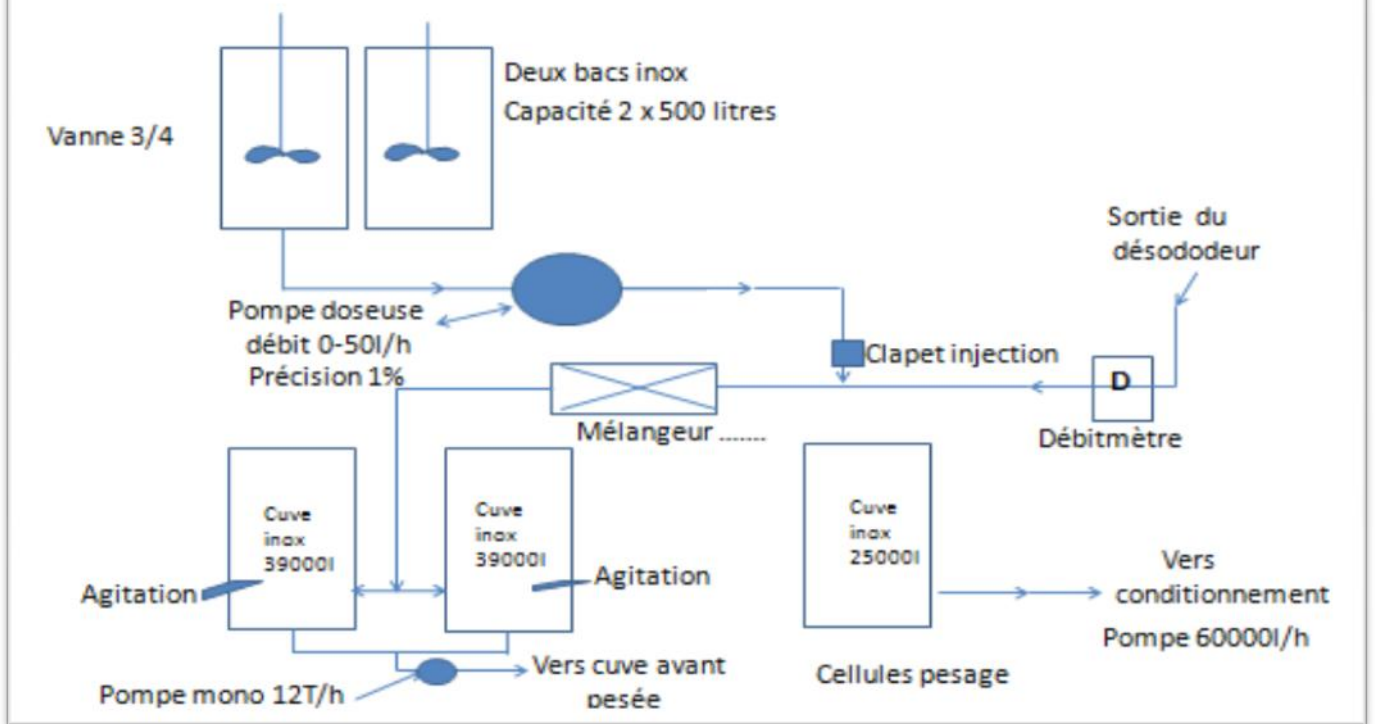 Deux bacs inox
Capacité 2 x 500 litres
Vanne 3/4
Sortie du
désododeur
Pompe doseuse
débit 0-50l/h
Précision 1%
Clapet injection
D
Débitmètre
Mélangeur .......
Cuve
inox
39000l
Cuve
inox
39000l
Cuve
inox
25000l
Agitation
Agitation
Vers
conditionnement
Pompe 60000l/h
Vers cuve avant
pesée
Cellules pesage
Pompe mono 12T/h